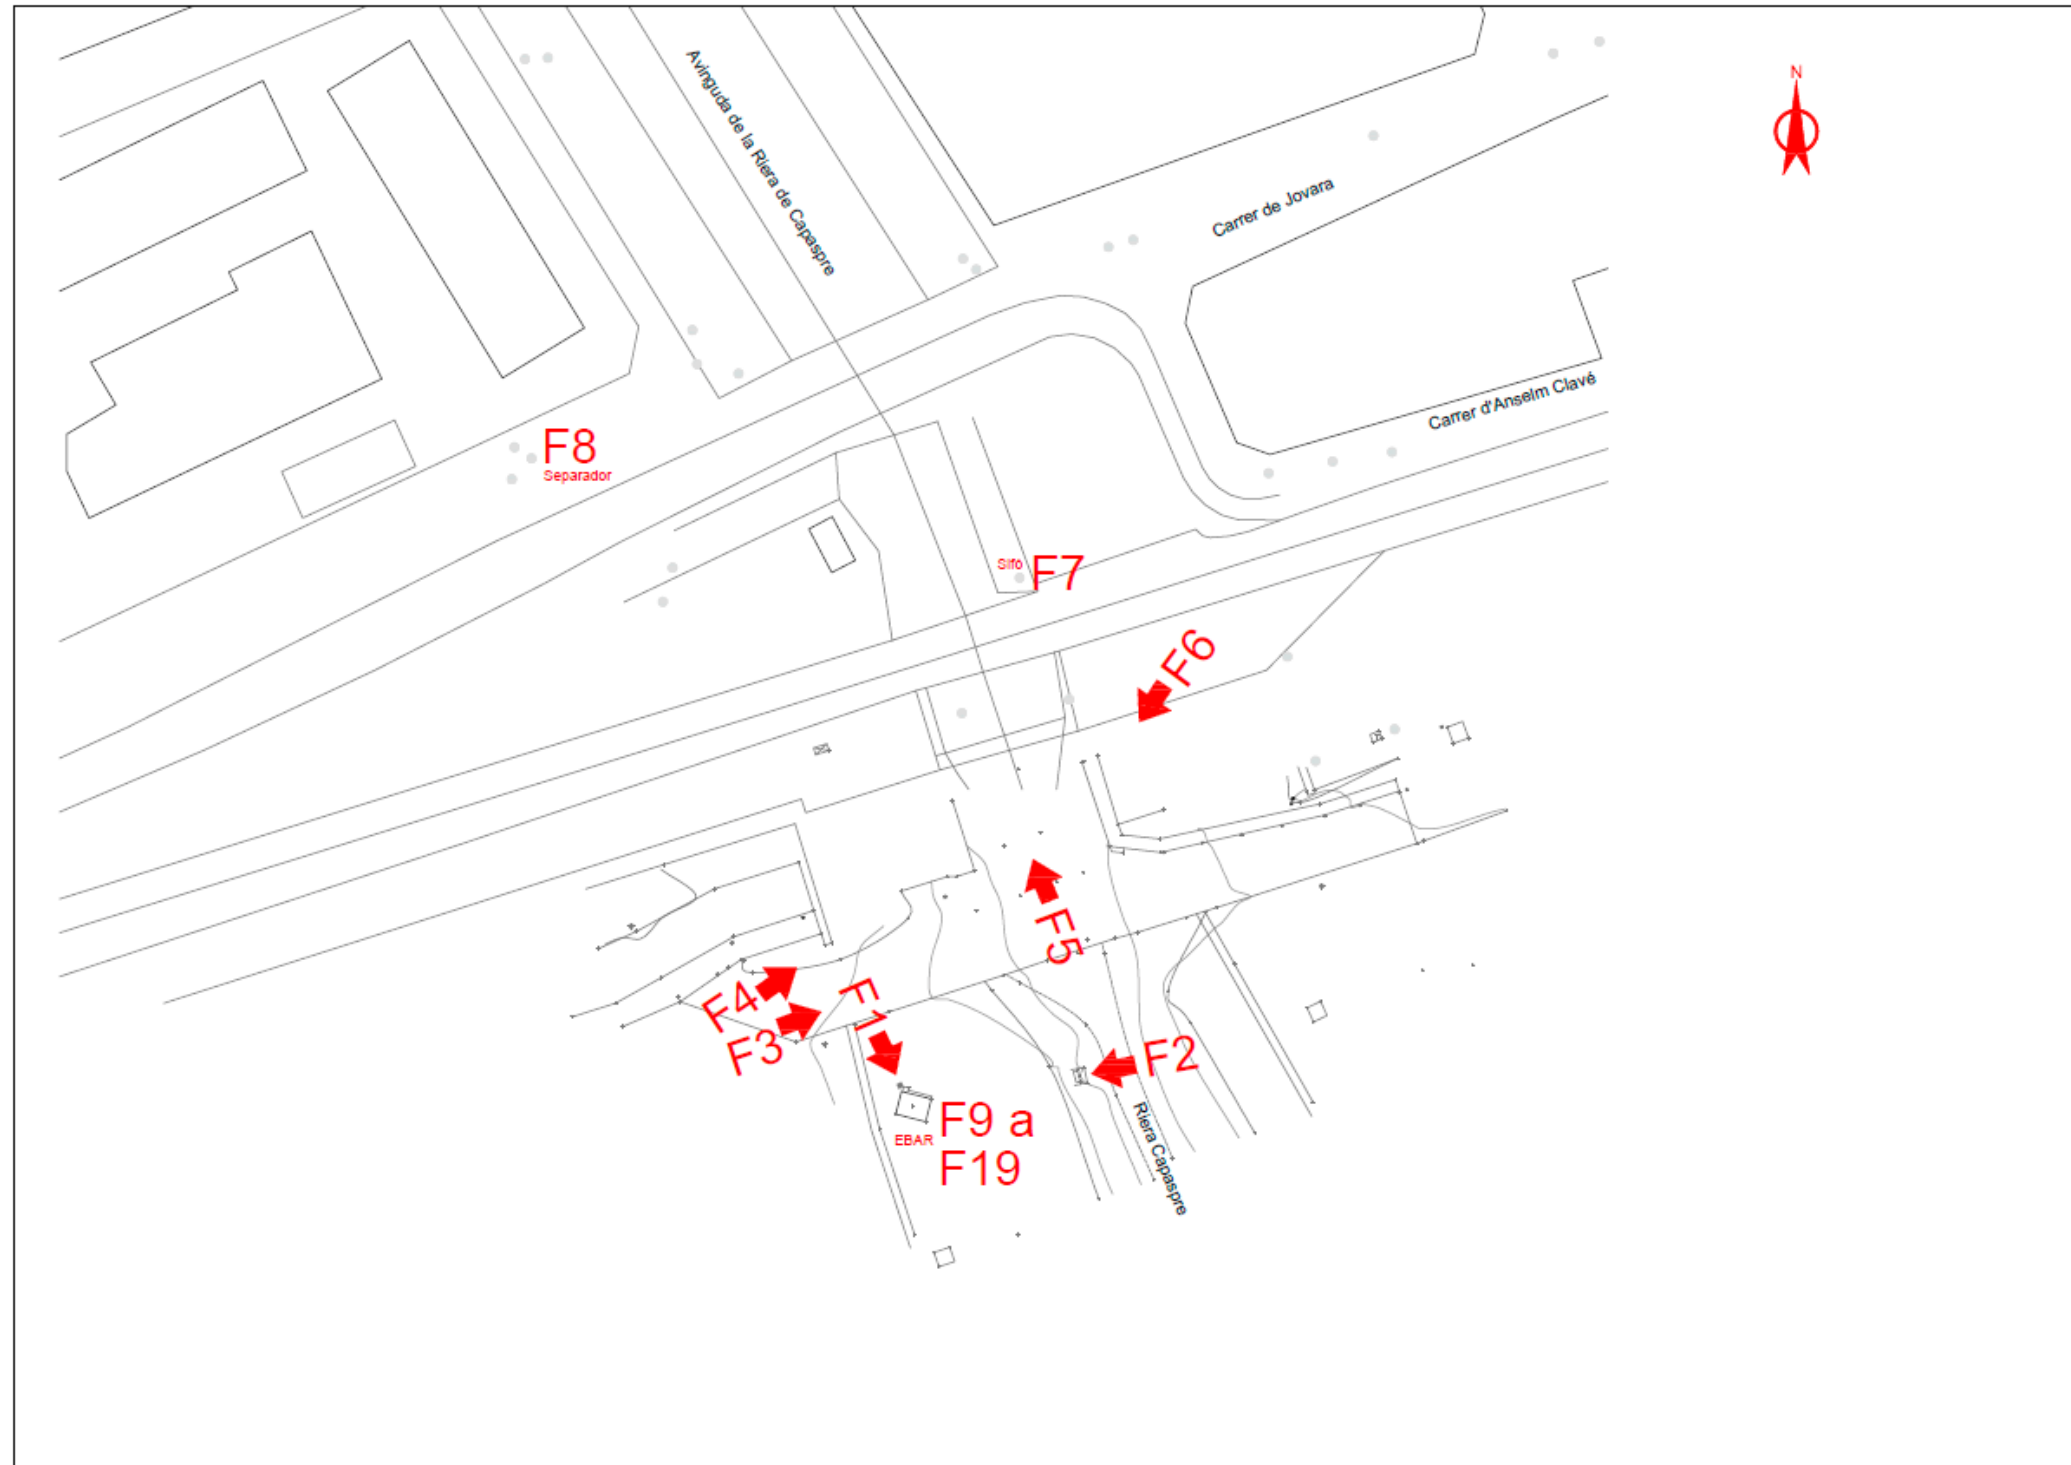 N
Avinguda de la Riera de Capaspre
Carrer de Jovara
Carrer d'Anselm Clavé
F8
Separador
Sifó
F7
F6
F5
F4
F3
F1
F2
F9 a
F19
EBAR
Riera Capaspre